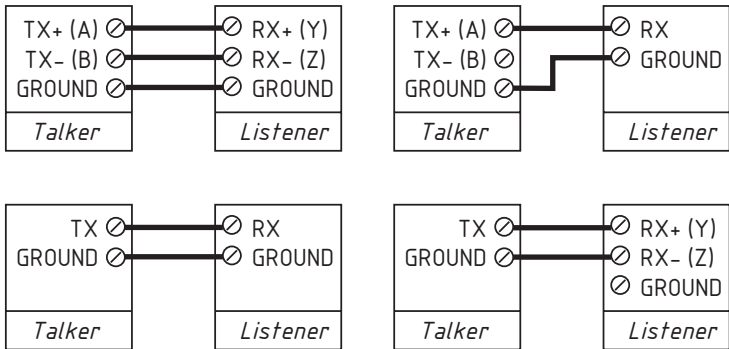 TX+ (A)
TX- (B)
GROUND
Talker
RX+ (Y)
RX- (Z)
GROUND
Listener
TX+ (A)
TX- (B)
GROUND
Talker
RX
GROUND
Listener
TX
GROUND
Talker
RX
GROUND
Listener
TX
GROUND
Talker
RX+ (Y)
RX- (Z)
GROUND
Listener